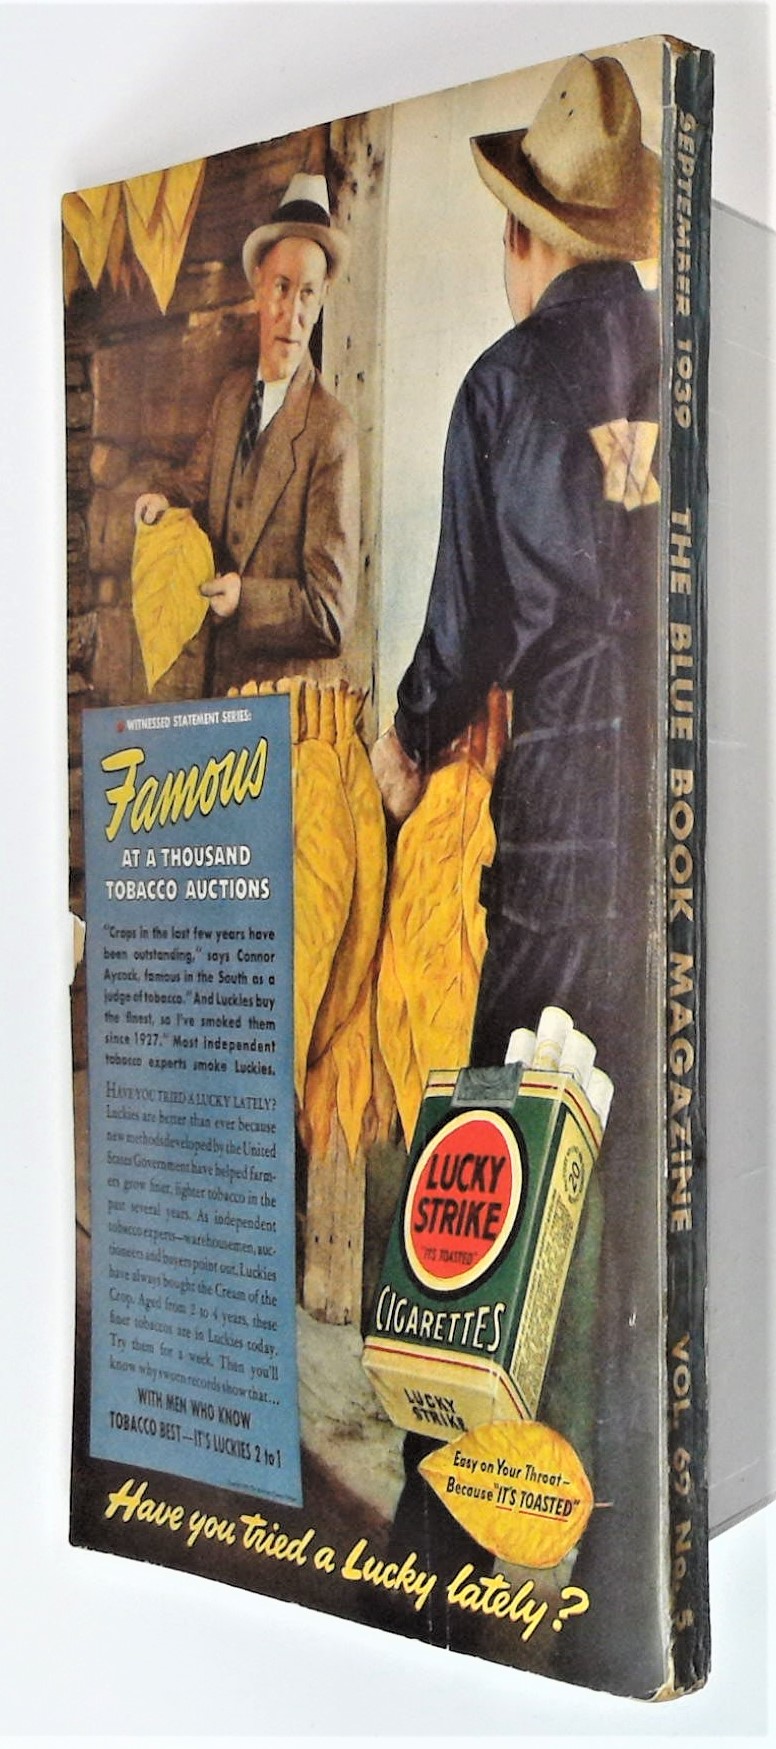 WITNESSED STATEMENT SERIES:
Famous
AT A THOUSAND
TOBACCO AUCTIONS
"Crops in the last few years have
been outstanding," says Connor
Aycock, famous in the South as a
judge of tobacco. "And Luckies buy
the finest, so I've smoked them
since 1927." Most independent
tobacco experts smoke Luckies.
HAVE YOU TRIED A LUCKY LATELY?
Luckies are better than ever because
new methods developed by the United
States Government have helped farm-
ers grow finer, lighter tobacco in the
past several years. As independent
tobacco experts—warehousemen, auc-
tioneers and buyers point out, Luckies
have always bought the Cream of the
Crop. Aged from 2 to 4 years, these
finer tobaccos are in Luckies today.
Try them for a week. Then you'll
know why sworn records show that...
WITH MEN WHO KNOW
TOBACCO BEST—IT'S LUCKIES 2 to 1
LUCKY
STRIKE
"IT'S TOASTED"
CIGARETTES
LUCKY
STRIKE
20
Easy on Your Throat—
Because "IT'S TOASTED"
Have you tried a Lucky lately?
SEPTEMBER 1939 THE BLUE BOOK MAGAZINE VOL. 69 No. 5